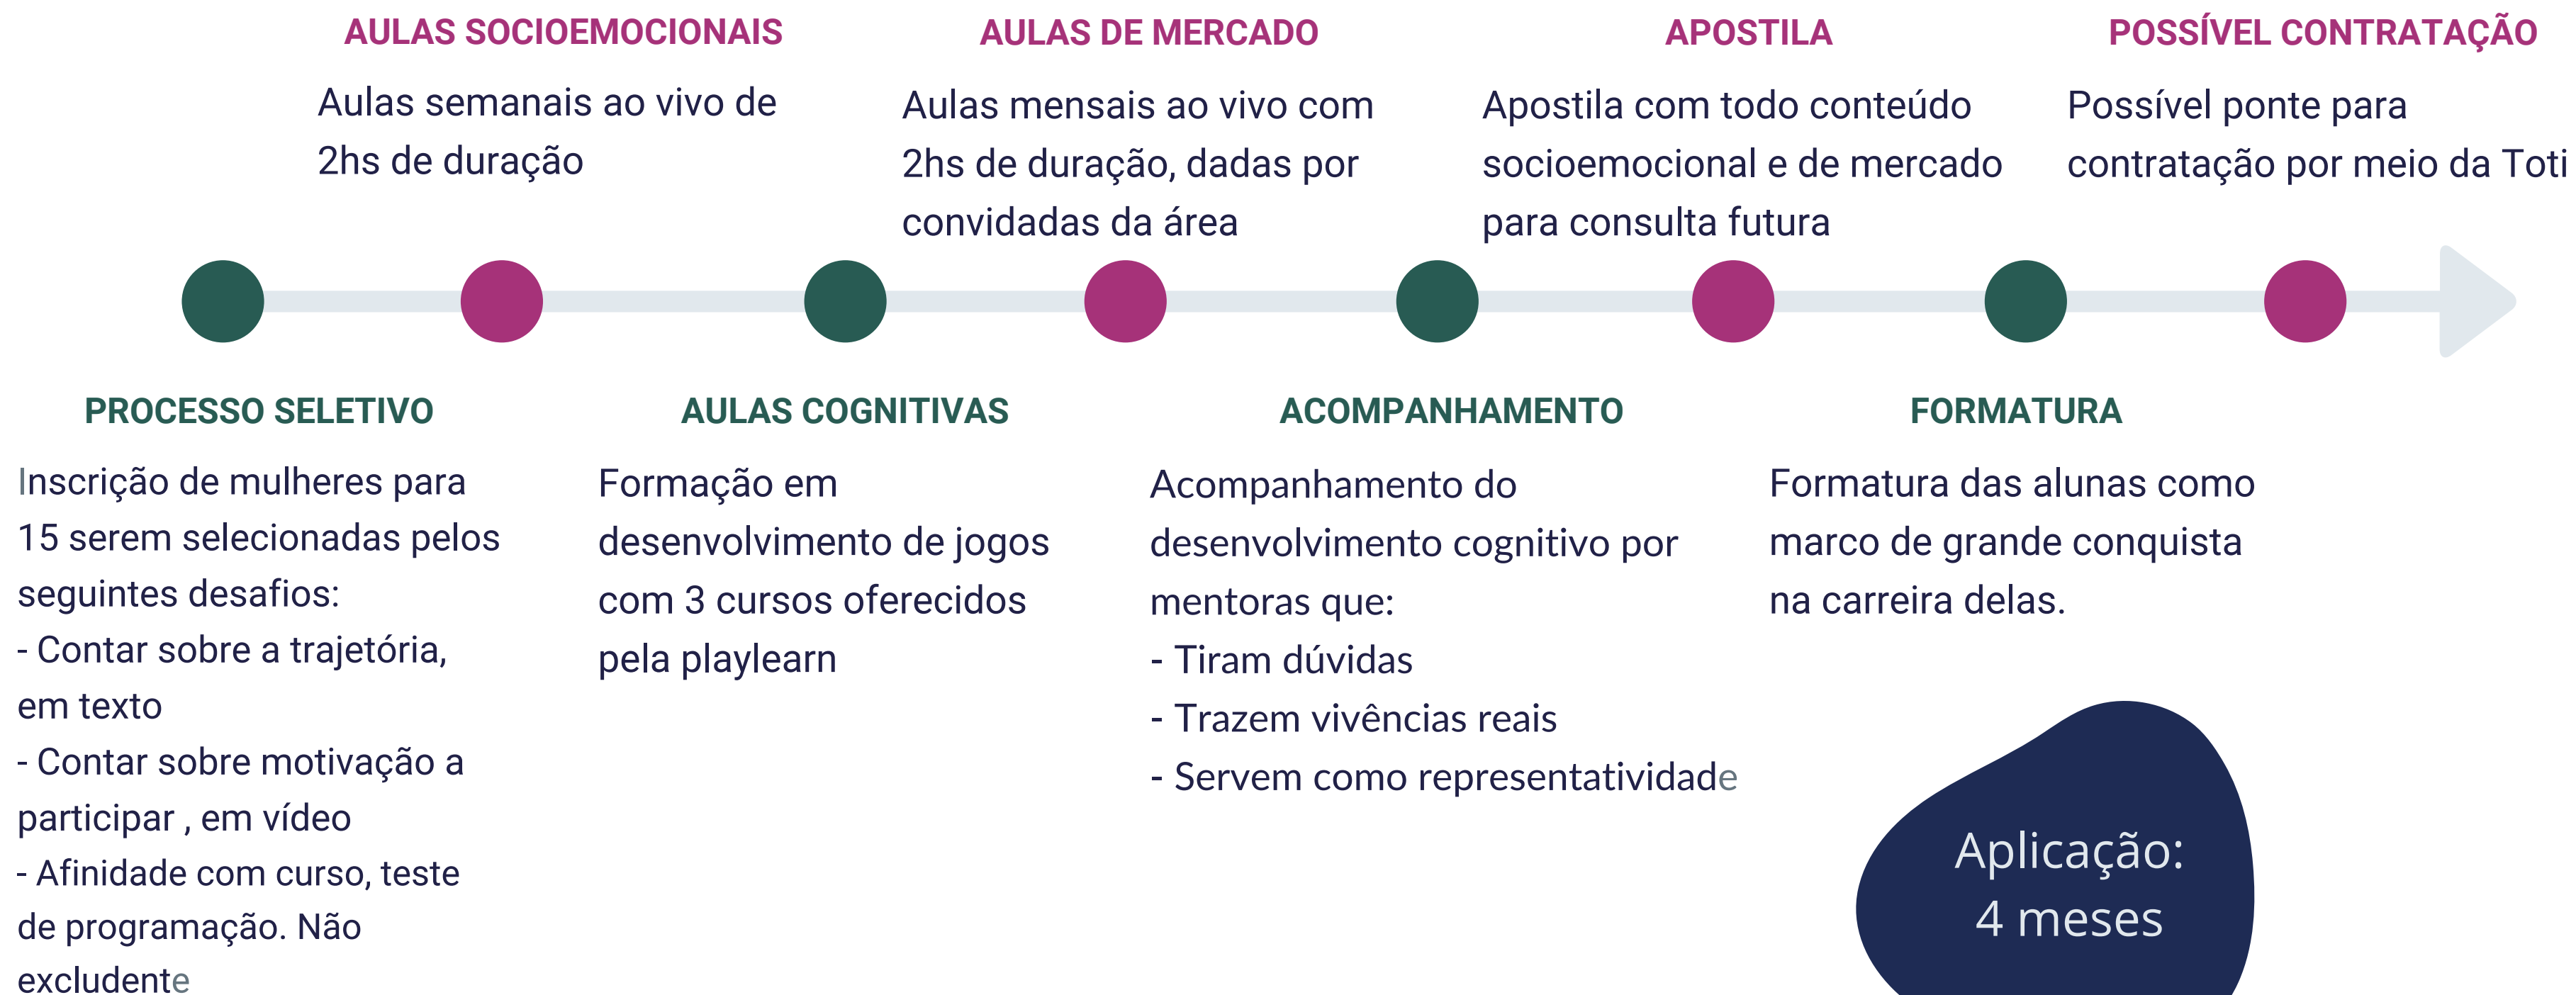 AULAS SOCIOEMOCIONAIS
Aulas semanais ao vivo de
2hs de duração
AULAS DE MERCADO
Aulas mensais ao vivo com
2hs de duração, dadas por
convidadas da área
APOSTILA
Apostila com todo conteúdo
socioemocional e de mercado
para consulta futura
POSSÍVEL CONTRATAÇÃO
Possível ponte para
contratação por meio da Toti
PROCESSO SELETIVO
Inscrição de mulheres para
15 serem selecionadas pelos
seguintes desafios:
- Contar sobre a trajetória,
em texto
- Contar sobre motivação a
participar , em vídeo
- Afinidade com curso, teste
de programação. Não
excludente
AULAS COGNITIVAS
Formação em
desenvolvimento de jogos
com 3 cursos oferecidos
pela playlearn
ACOMPANHAMENTO
Acompanhamento do
desenvolvimento cognitivo por
mentoras que:
- Tiram dúvidas
- Trazem vivências reais
- Servem como representatividade
FORMATURA
Formatura das alunas como
marco de grande conquista
na carreira delas.
Aplicação:
4 meses